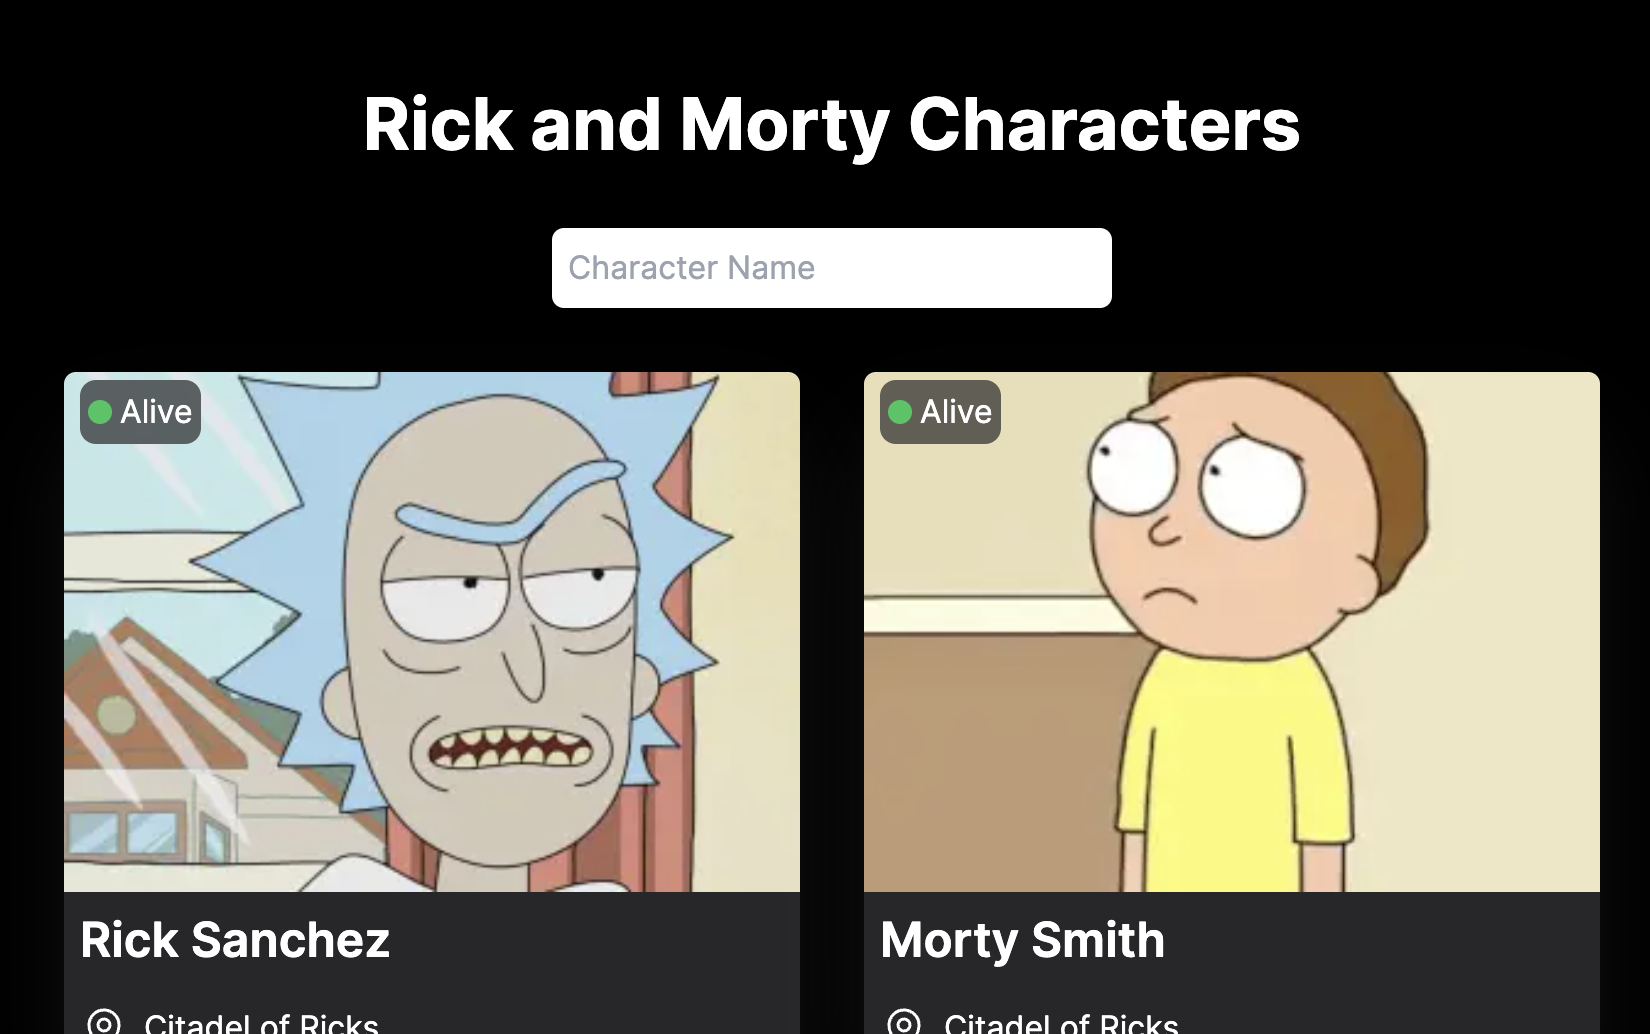 Rick and Morty Characters
Character Name
Alive
Alive
Rick Sanchez
Morty Smith
Citadel of Ricks
Citadel of Ricks